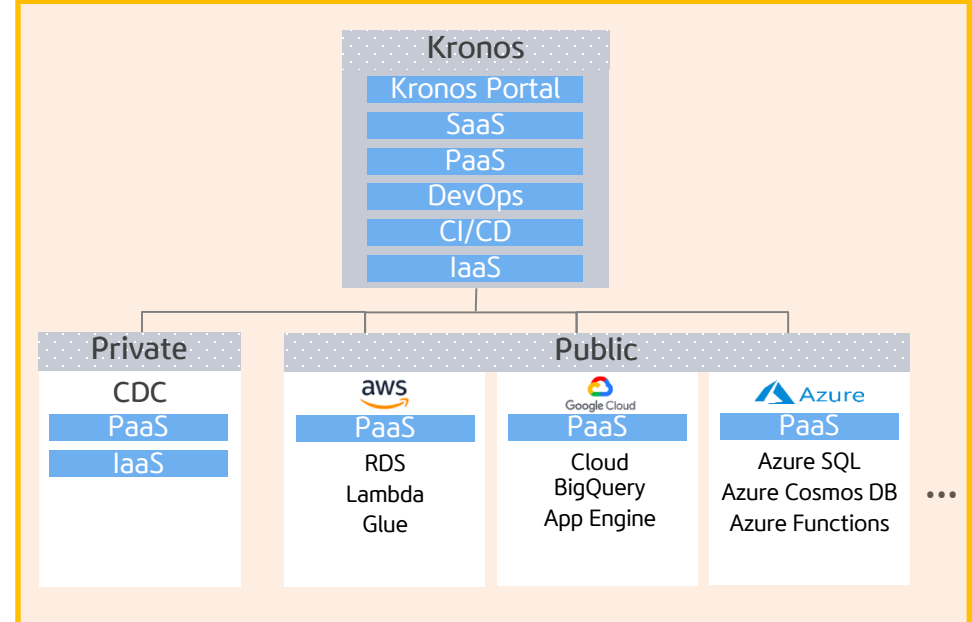 Kronos
Kronos Portal
SaaS
PaaS
DevOps
CI/CD
IaaS
Private
CDC
PaaS
IaaS
Public
aws
PaaS
RDS
Lambda
Glue
Google Cloud
PaaS
Cloud
BigQuery
App Engine
Azure
PaaS
Azure SQL
Azure Cosmos DB
Azure Functions
...